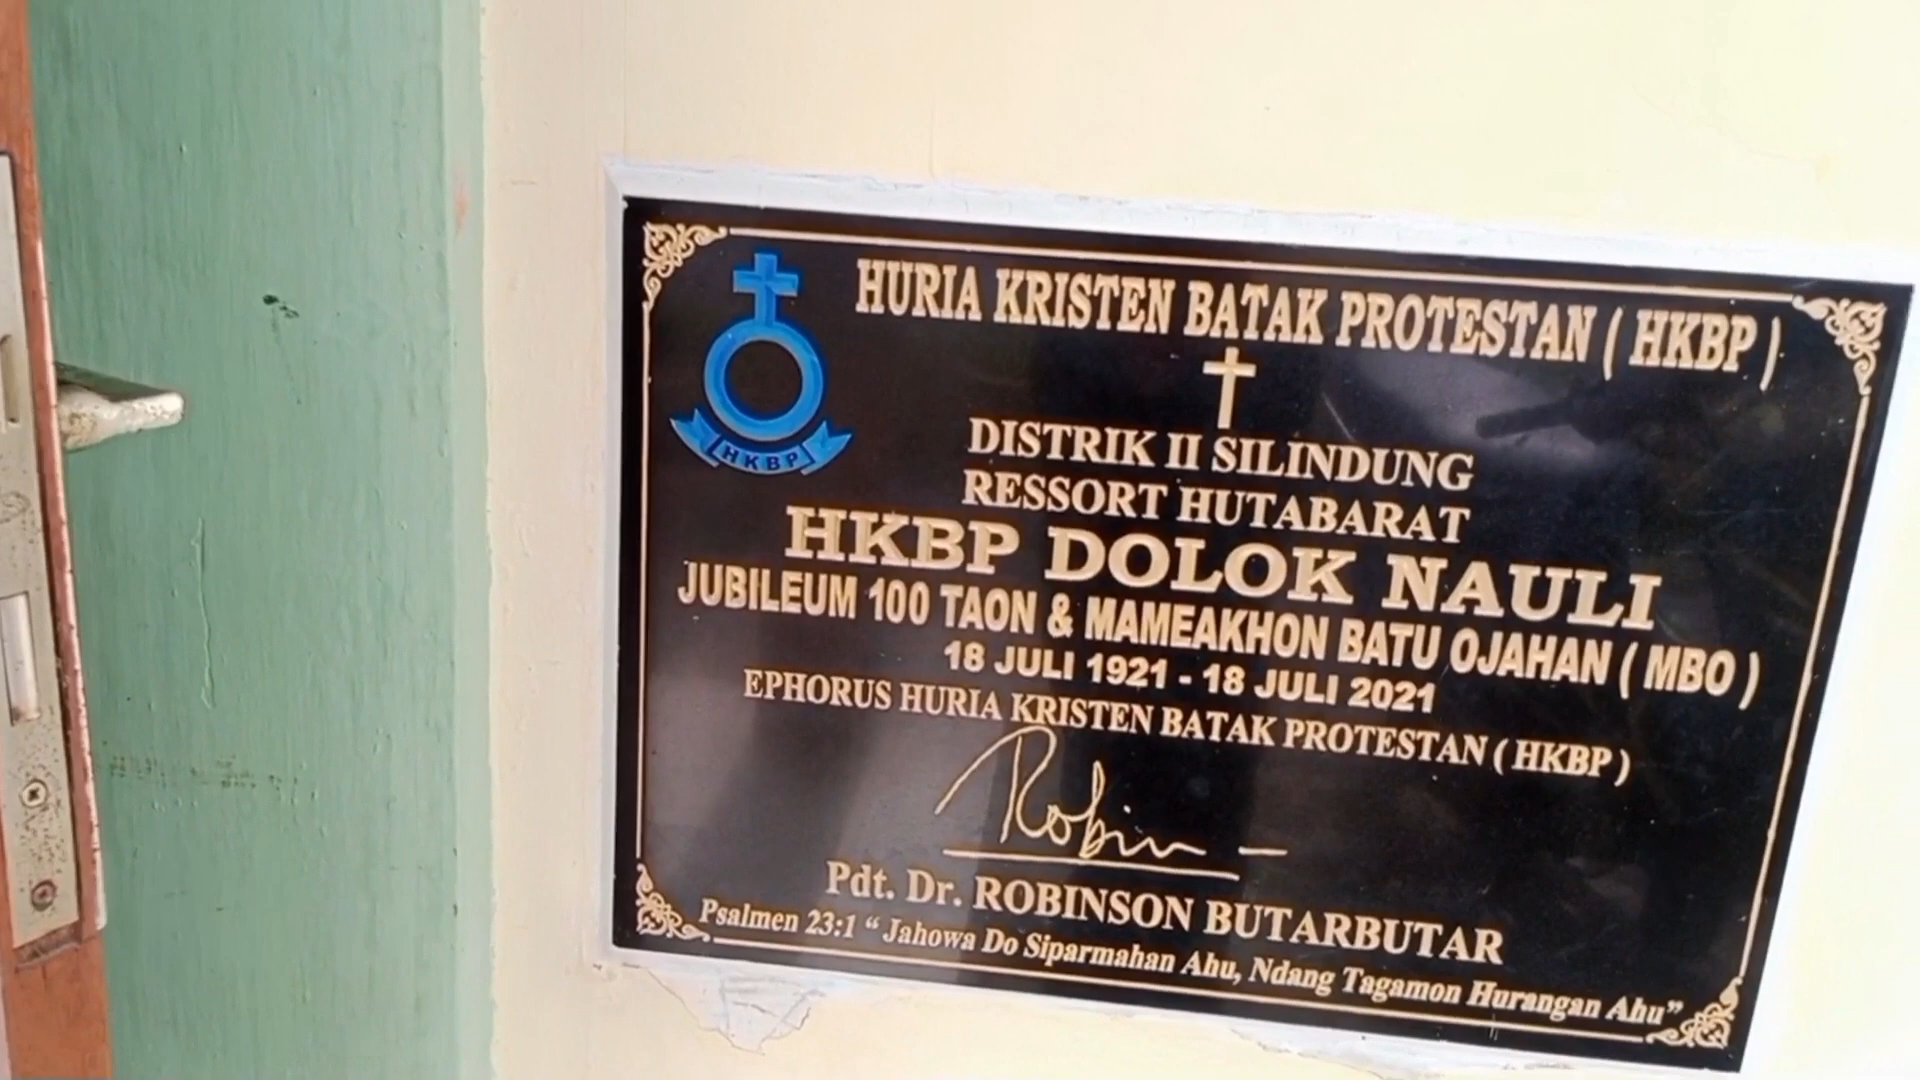 HURIA KRISTEN BATAK PROTESTAN ( HKBP )
HKBP
DISTRIK II SILINDUNG
RESSORT HUTABARAT
HKBP DOLOK NAULI
JUBILEUM 100 TAON & MAMEAKHON BATU OJAHAN ( MBO )
18 JULI 1921 - 18 JULI 2021
EPHORUS HURIA KRISTEN BATAK PROTESTAN ( HKBP )
Robin
Pdt. Dr. ROBINSON BUTARBUTAR
Psalmen 23:1 “ Jahowa Do Siparmahan Ahu, Ndang Tagamon Hurangan Ahu”